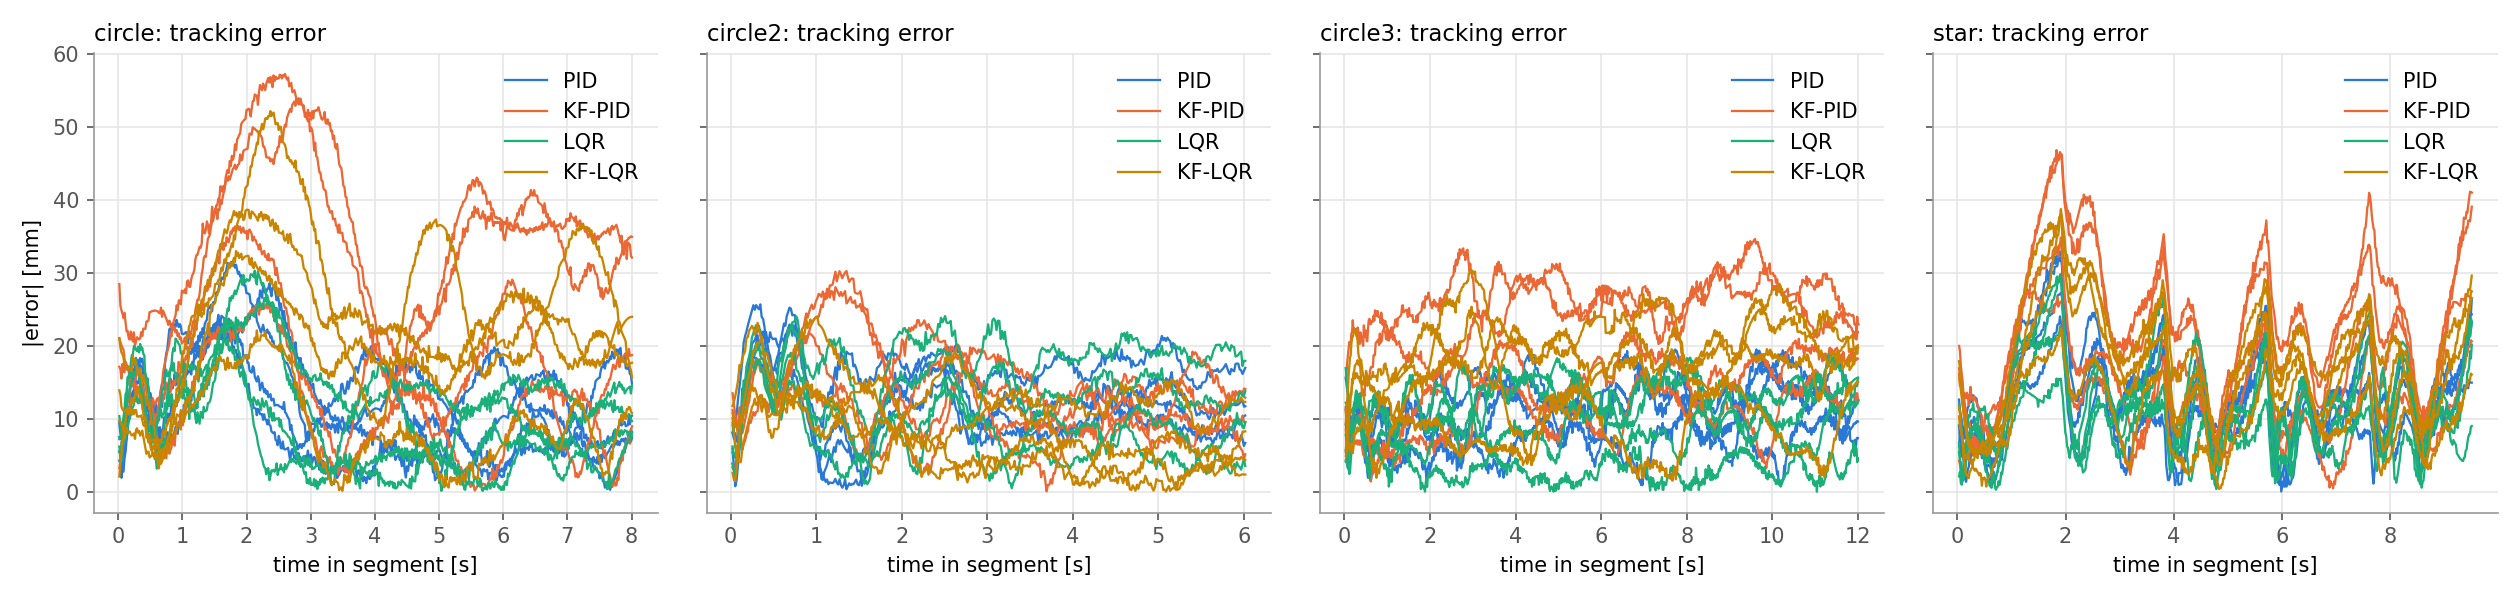 circle: tracking error
|error| [mm]
60
50
40
30
20
10
0
PID
KF-PID
LQR
KF-LQR
0 1 2 3 4 5 6 7 8
time in segment [s]
circle2: tracking error
PID
KF-PID
LQR
KF-LQR
0 1 2 3 4 5 6
time in segment [s]
circle3: tracking error
PID
KF-PID
LQR
KF-LQR
0 2 4 6 8 10 12
time in segment [s]
star: tracking error
PID
KF-PID
LQR
KF-LQR
0 2 4 6 8
time in segment [s]